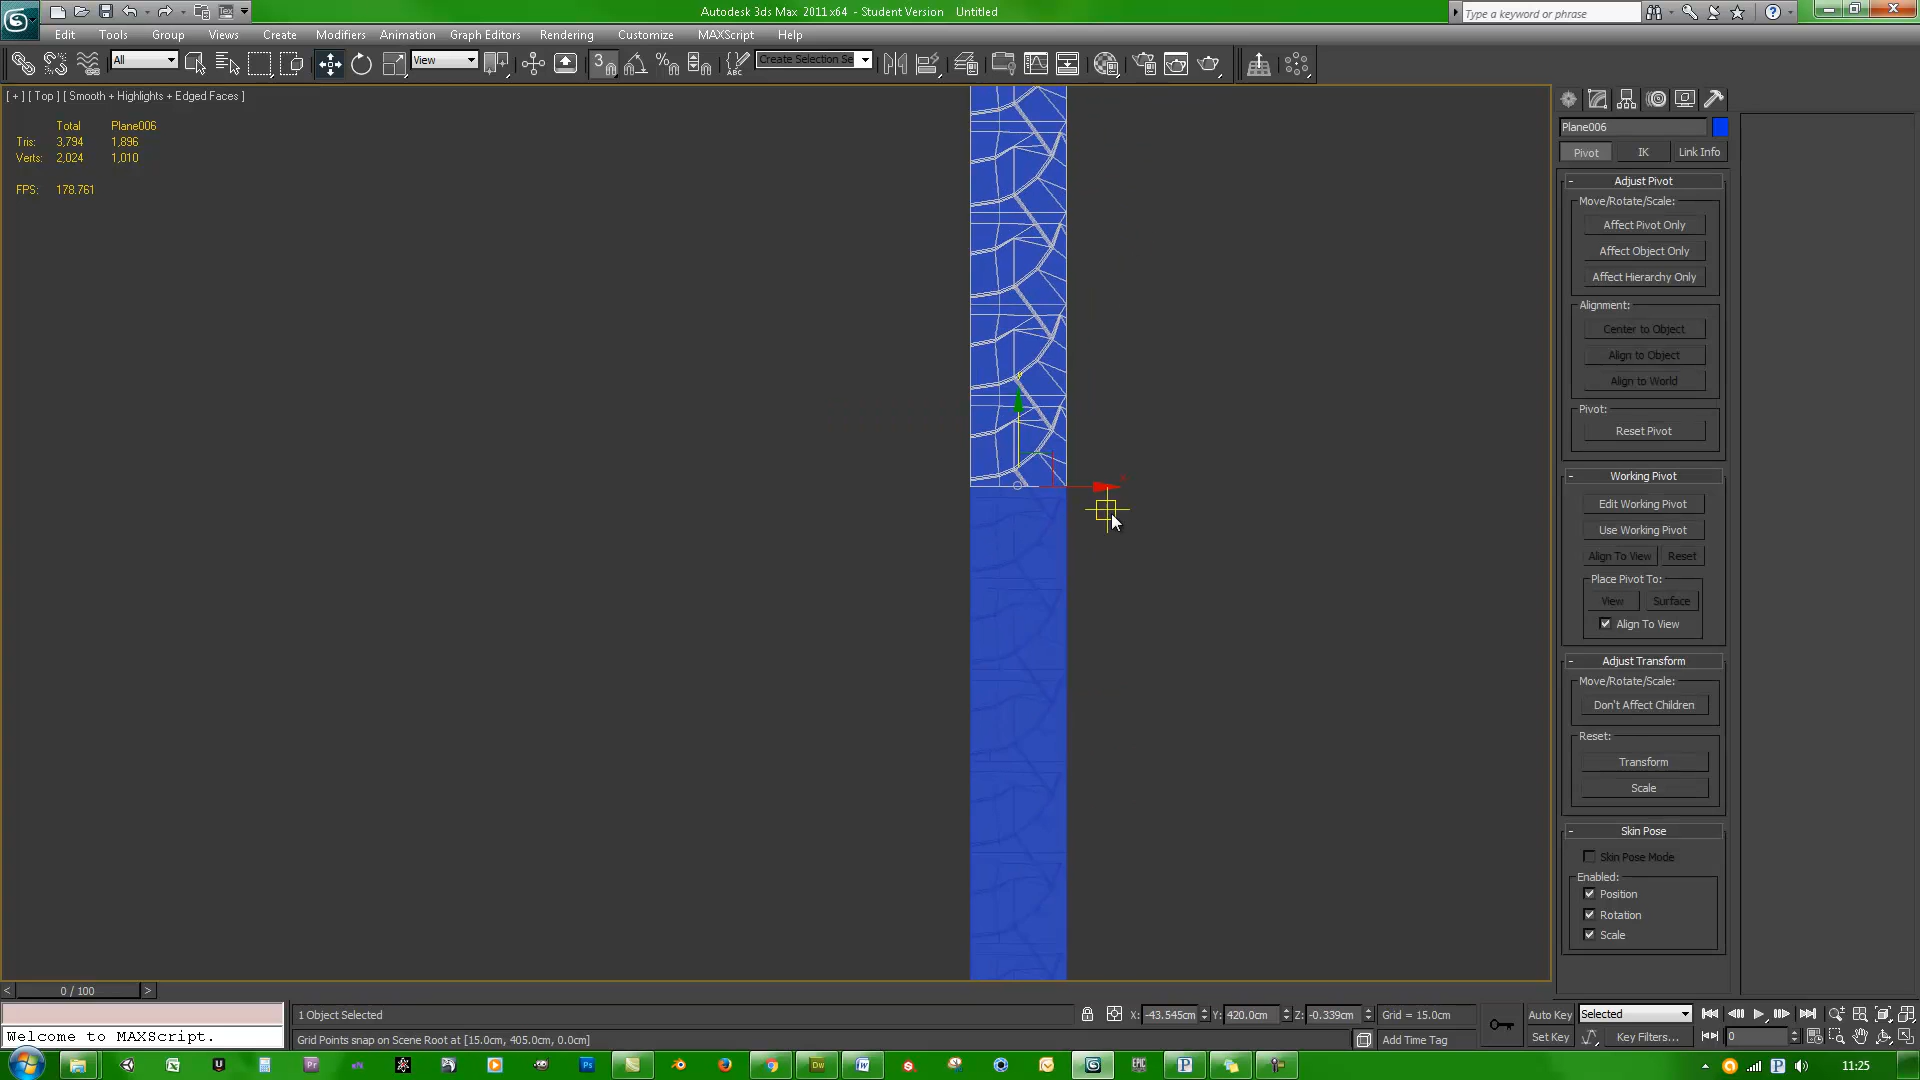 Autodesk 3ds Max 2011 x64 - Student Version Untitled
Type a keyword or phrase
Edit Tools Group Views Create Modifiers Animation Graph Editors Rendering Customize MAXScript Help
All View Create Selection Se
[ + ] [ Top ] [ Smooth + Highlights + Edged Faces ]
Total Plane006
Tris: 3,794 1,896
Verts: 2,024 1,010
FPS: 178.761
Plane006
Pivot IK Link Info
- Adjust Pivot
Move/Rotate/Scale:
Affect Pivot Only
Affect Object Only
Affect Hierarchy Only
Alignment:
Center to Object
Align to Object
Align to World
Pivot:
Reset Pivot
- Working Pivot
Edit Working Pivot
Use Working Pivot
Align To View Reset
Place Pivot To:
View Surface
Align To View
- Adjust Transform
Move/Rotate/Scale:
Don't Affect Children
Reset:
Transform
Scale
- Skin Pose
Skin Pose Mode
Enabled:
Position
Rotation
Scale
< 0 / 100 >
1 Object Selected X: -43.545cm Y: 420.0cm Z: -0.339cm Grid = 15.0cm Auto Key Selected
Welcome to MAXScript. Grid Points snap on Scene Root at [15.0cm, 405.0cm, 0.0cm] Add Time Tag Set Key Key Filters... 0
11:25